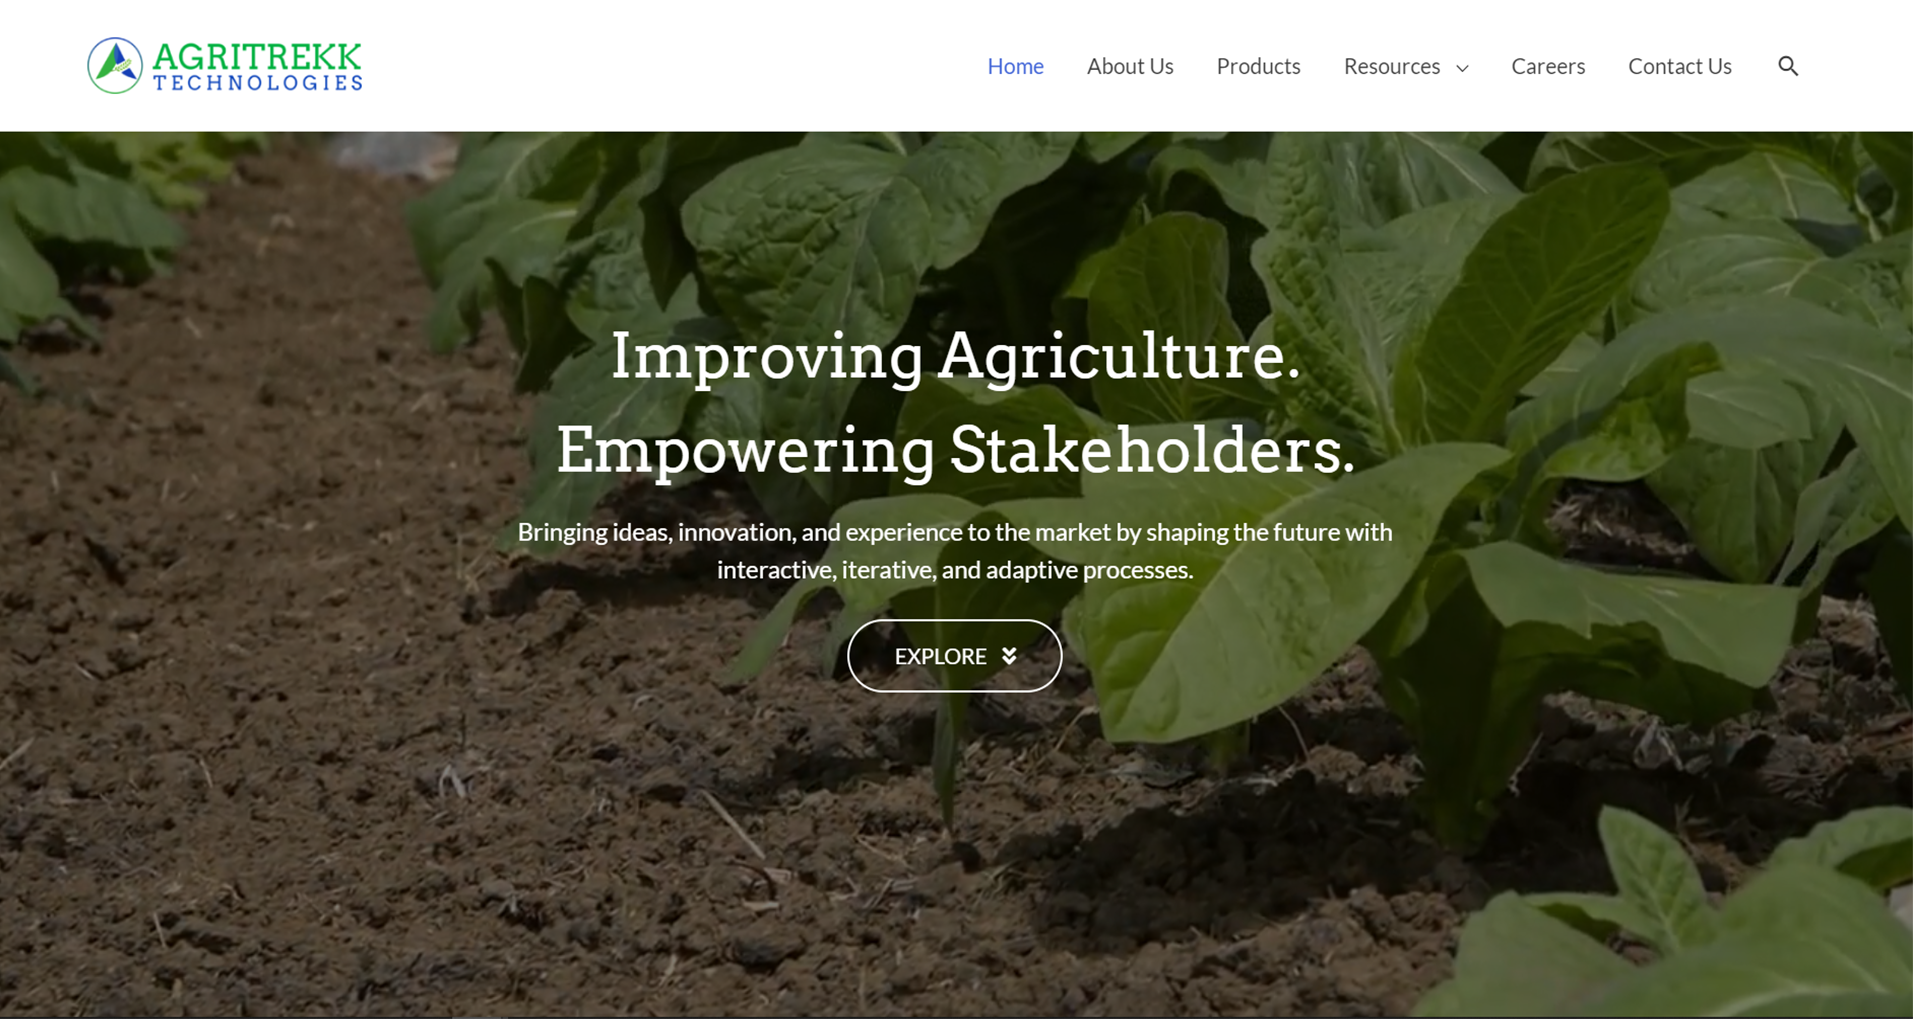 AGRITREKK
TECHNOLOGIES
Home About Us Products Resources Careers Contact Us
Improving Agriculture.
Empowering Stakeholders.
Bringing ideas, innovation, and experience to the market by shaping the future with
interactive, iterative, and adaptive processes.
EXPLORE